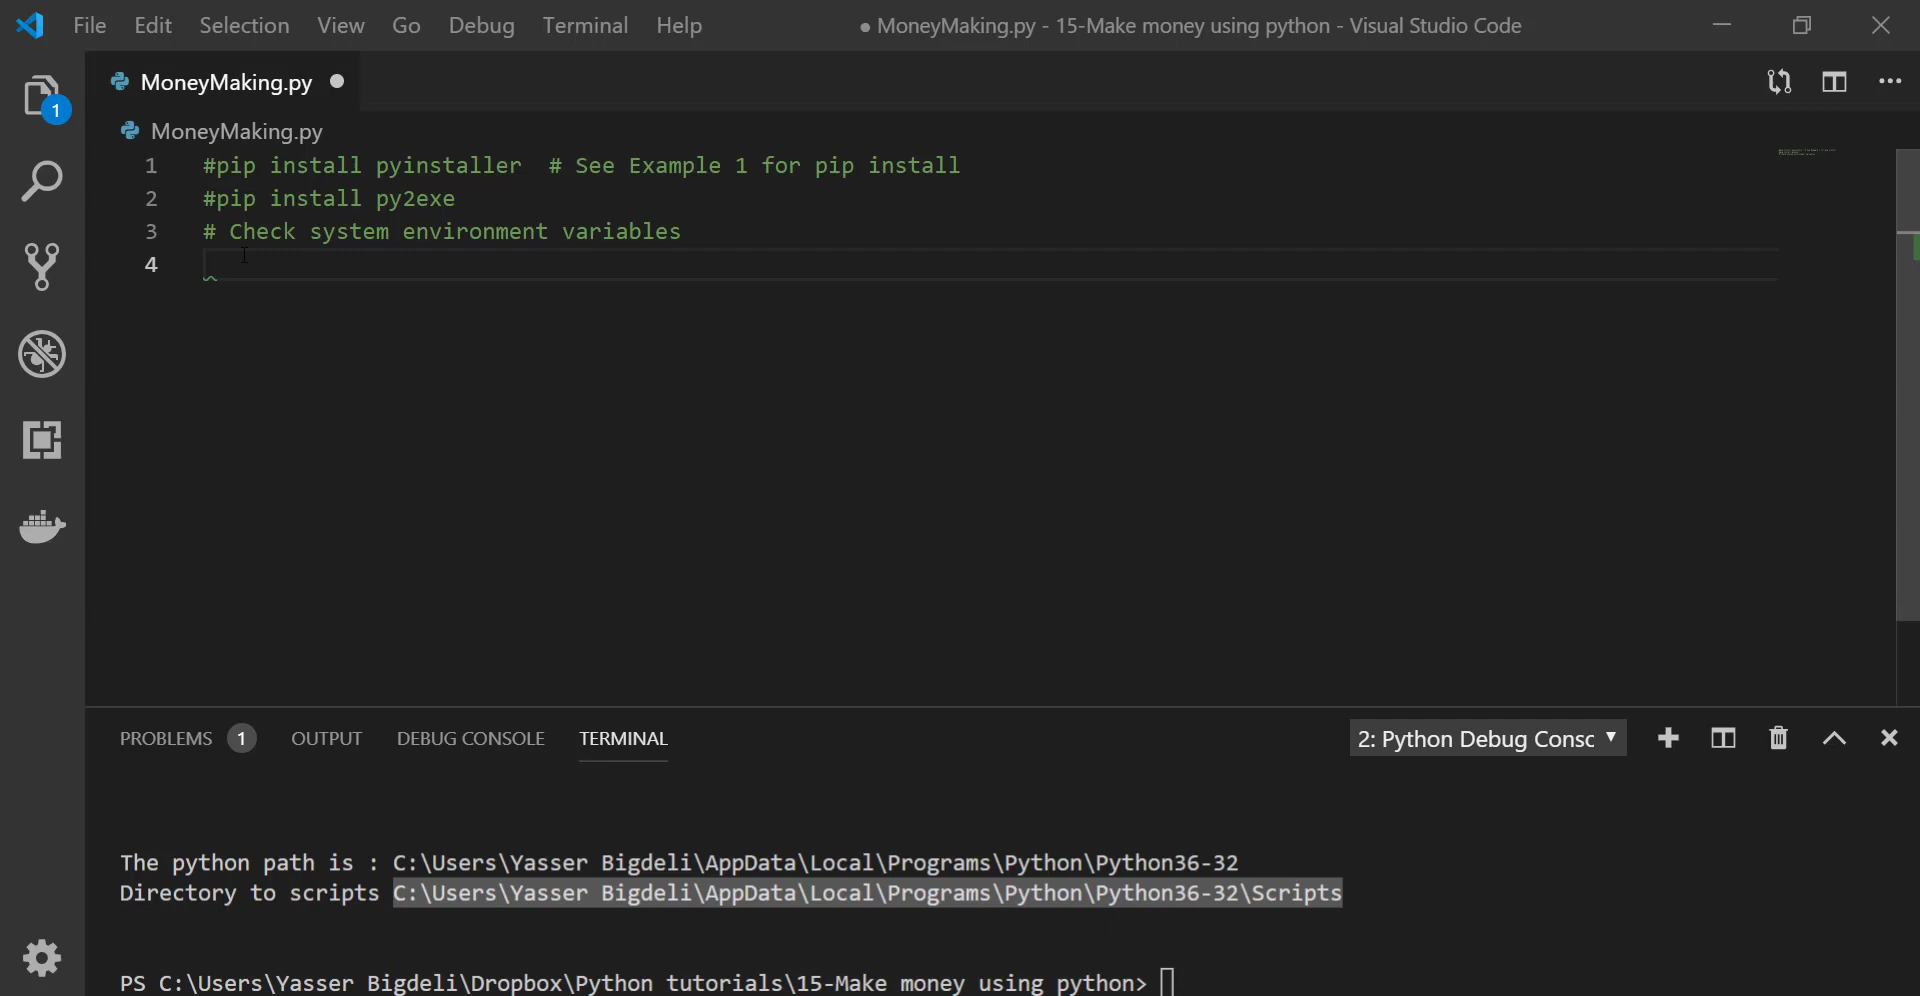 File Edit Selection View Go Debug Terminal Help ● MoneyMaking.py - 15-Make money using python - Visual Studio Code
MoneyMaking.py
1
MoneyMaking.py
1 #pip install pyinstaller # See Example 1 for pip install
2 #pip install py2exe
3 # Check system environment variables
4
PROBLEMS 1 OUTPUT DEBUG CONSOLE TERMINAL 2: Python Debug Consc
The python path is : C:\Users\Yasser Bigdeli\AppData\Local\Programs\Python\Python36-32
Directory to scripts C:\Users\Yasser Bigdeli\AppData\Local\Programs\Python\Python36-32\Scripts
PS C:\Users\Yasser Bigdeli\Dropbox\Python tutorials\15-Make money using python>